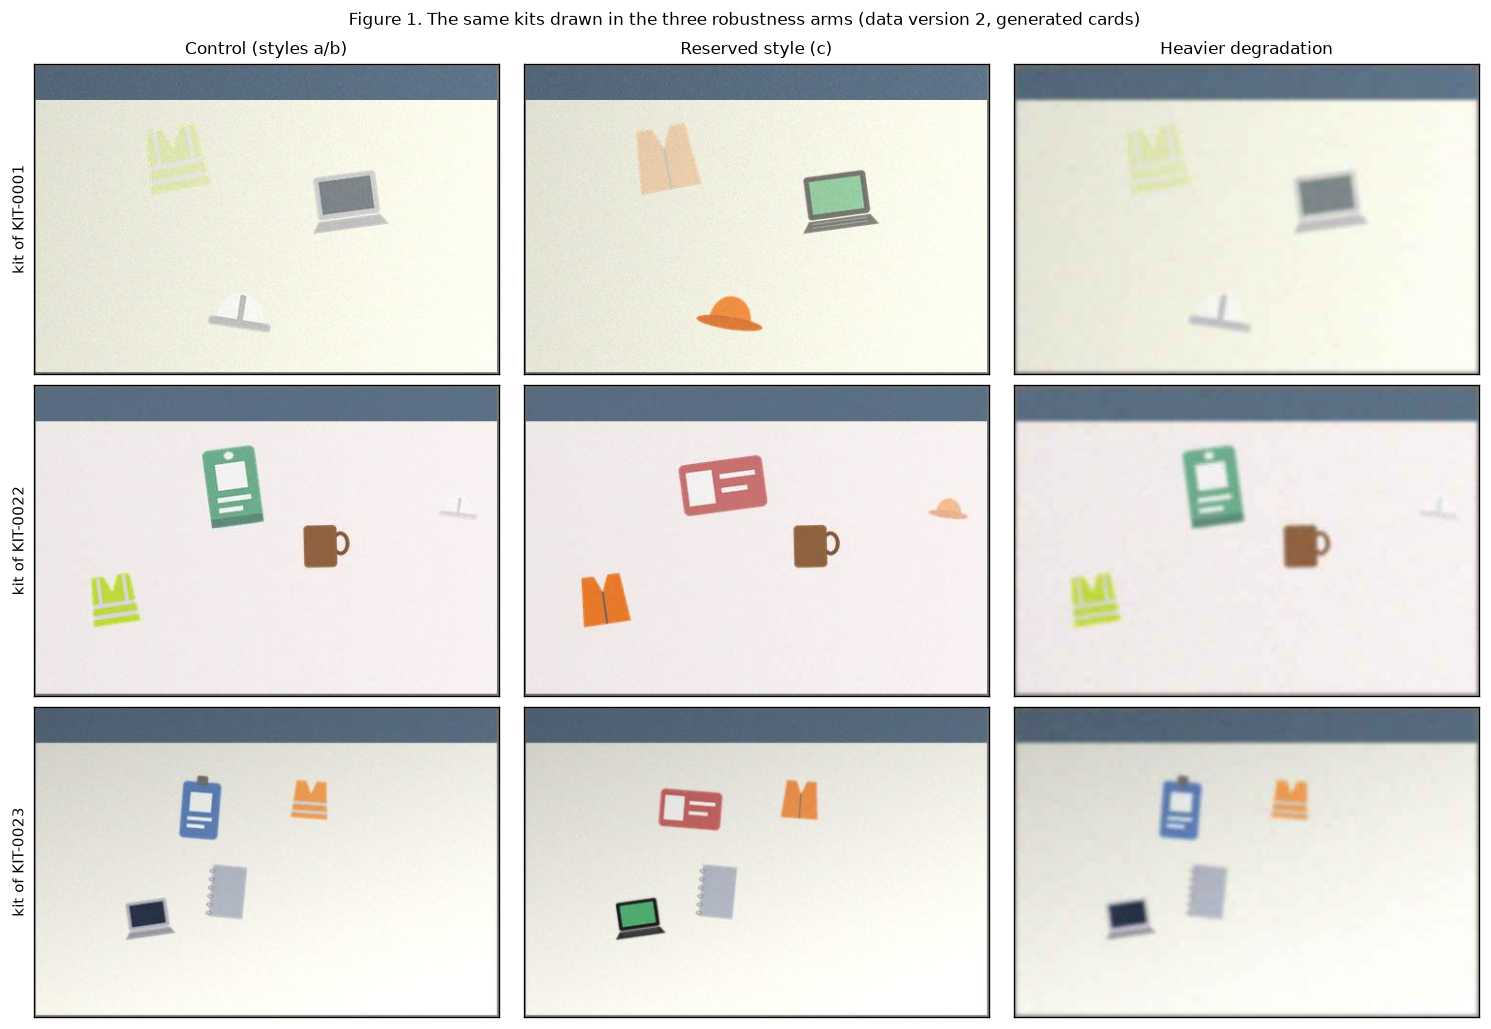 Figure 1. The same kits drawn in the three robustness arms (data version 2, generated cards)
Control (styles a/b)
Reserved style (c)
Heavier degradation
kit of KIT-0001
kit of KIT-0022
kit of KIT-0023